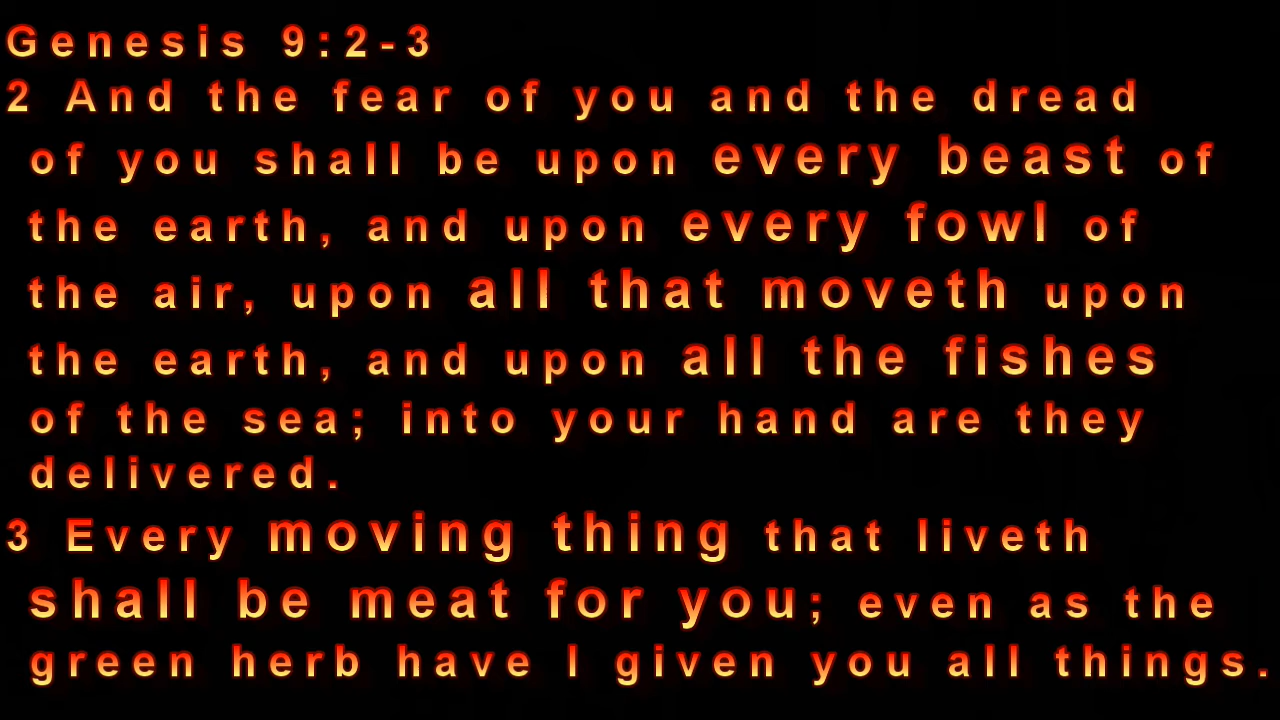 Genesis 9:2-3
2 And the fear of you and the dread
of you shall be upon every beast of
the earth, and upon every fowl of
the air, upon all that moveth upon
the earth, and upon all the fishes
of the sea; into your hand are they
delivered.
3 Every moving thing that liveth
shall be meat for you; even as the
green herb have I given you all things.